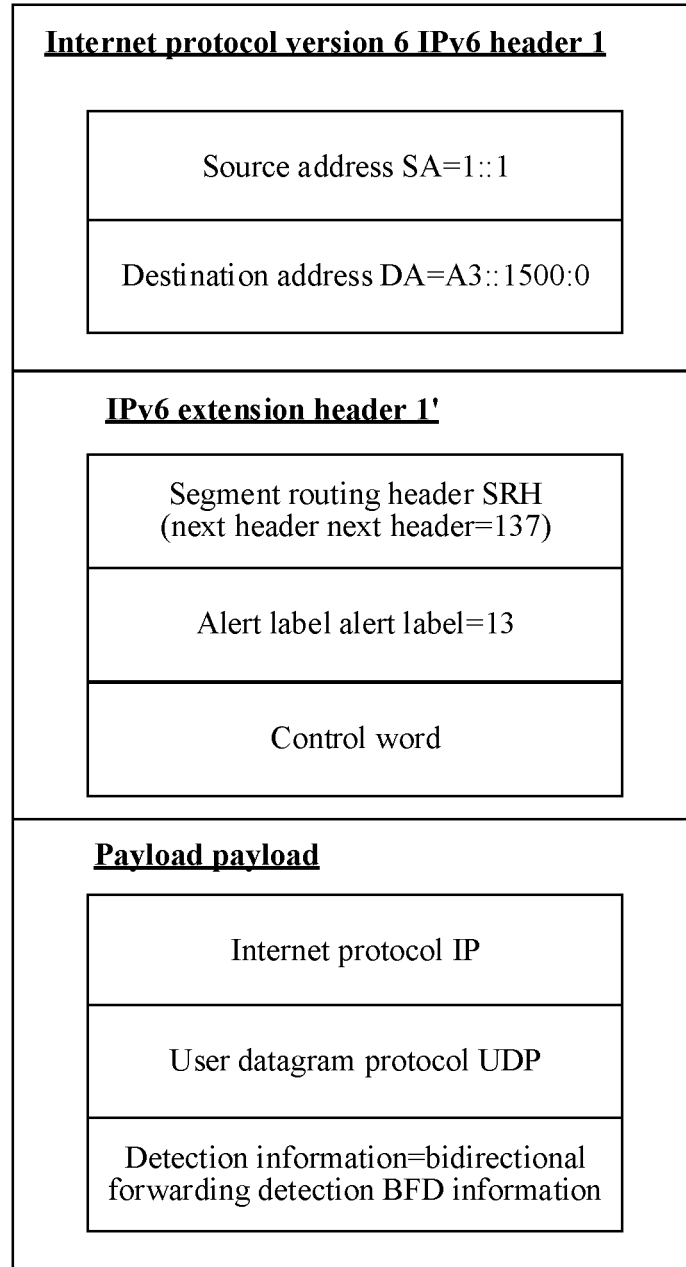 Internet protocol version 6 IPv6 header 1
Source address SA=1::1
Destination address DA=A3::1500:0
IPv6 extension header 1'
Segment routing header SRH
(next header next header=137)
Alert label alert label=13
Control word
Payload payload
Internet protocol IP
User datagram protocol UDP
Detection information=bidirectional
forwarding detection BFD information